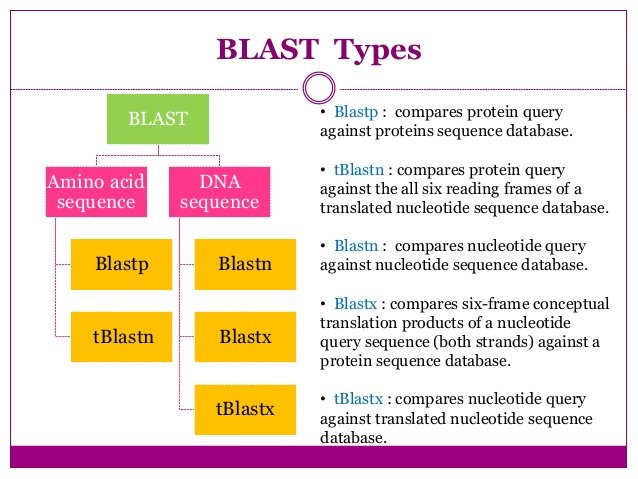 BLAST Types
BLAST
Amino acid
sequence
DNA
sequence
Blastp
Blastn
tBlastn
Blastx
tBlastx
• Blastp : compares protein query
against proteins sequence database.
• tBlastn : compares protein query
against the all six reading frames of a
translated nucleotide sequence database.
• Blastn : compares nucleotide query
against nucleotide sequence database.
• Blastx : compares six-frame conceptual
translation products of a nucleotide
query sequence (both strands) against a
protein sequence database.
• tBlastx : compares nucleotide query
against translated nucleotide sequence
database.